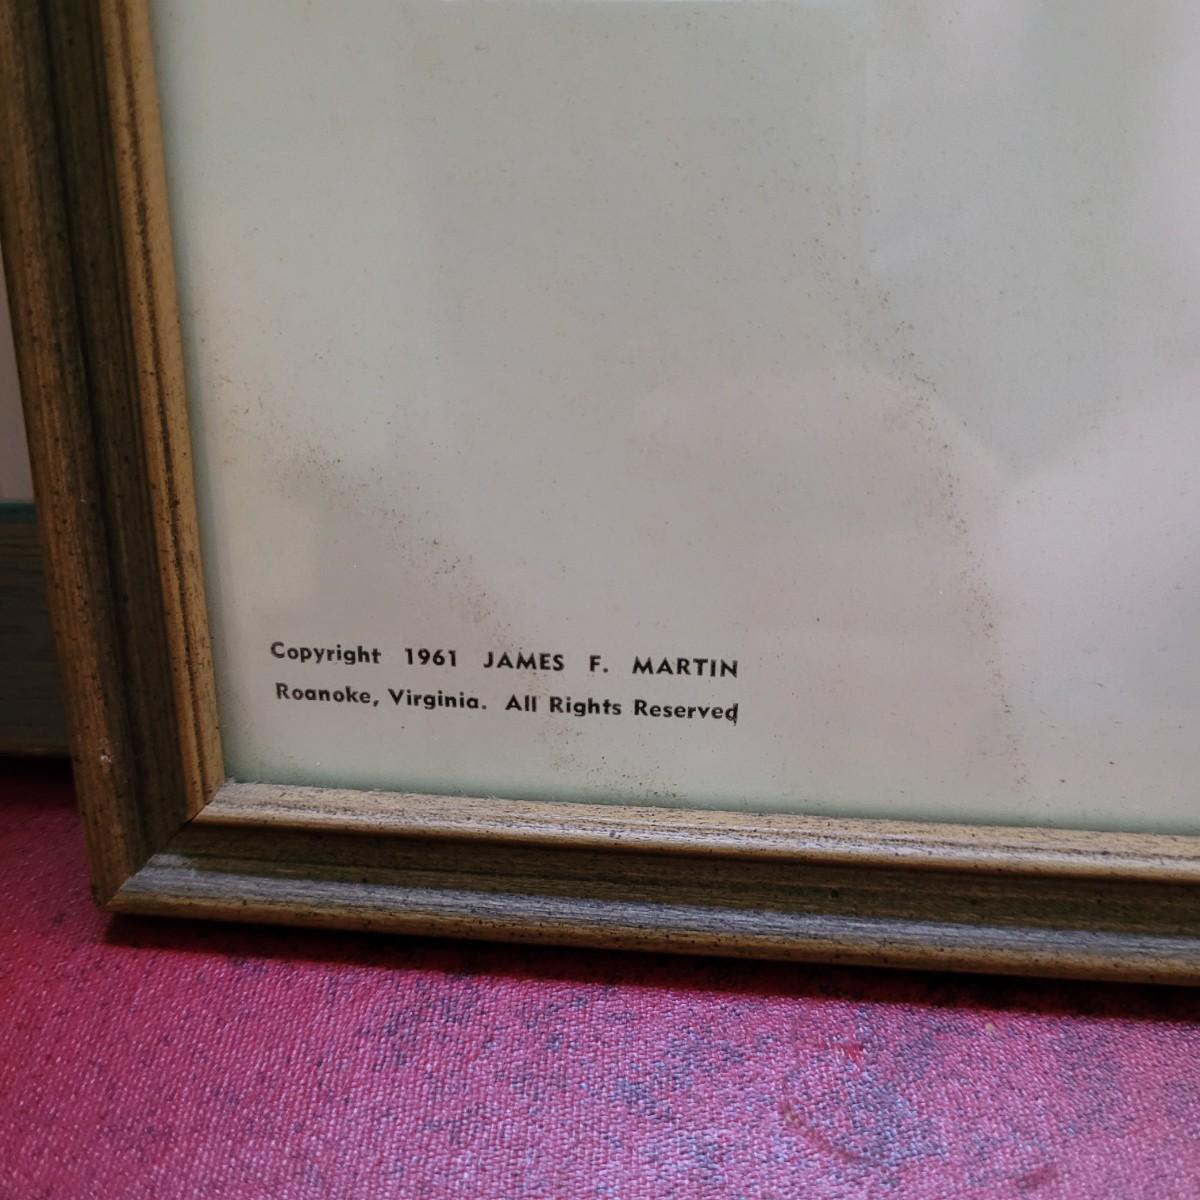 Copyright 1961 JAMES F. MARTIN
Roanoke, Virginia. All Rights Reserved